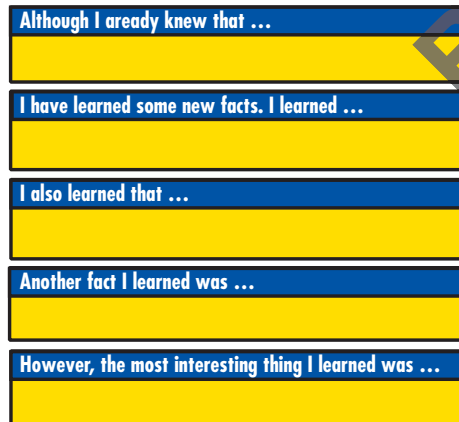 Although I aready knew that …
I have learned some new facts. I learned …
I also learned that …
Another fact I learned was …
However, the most interesting thing I learned was …